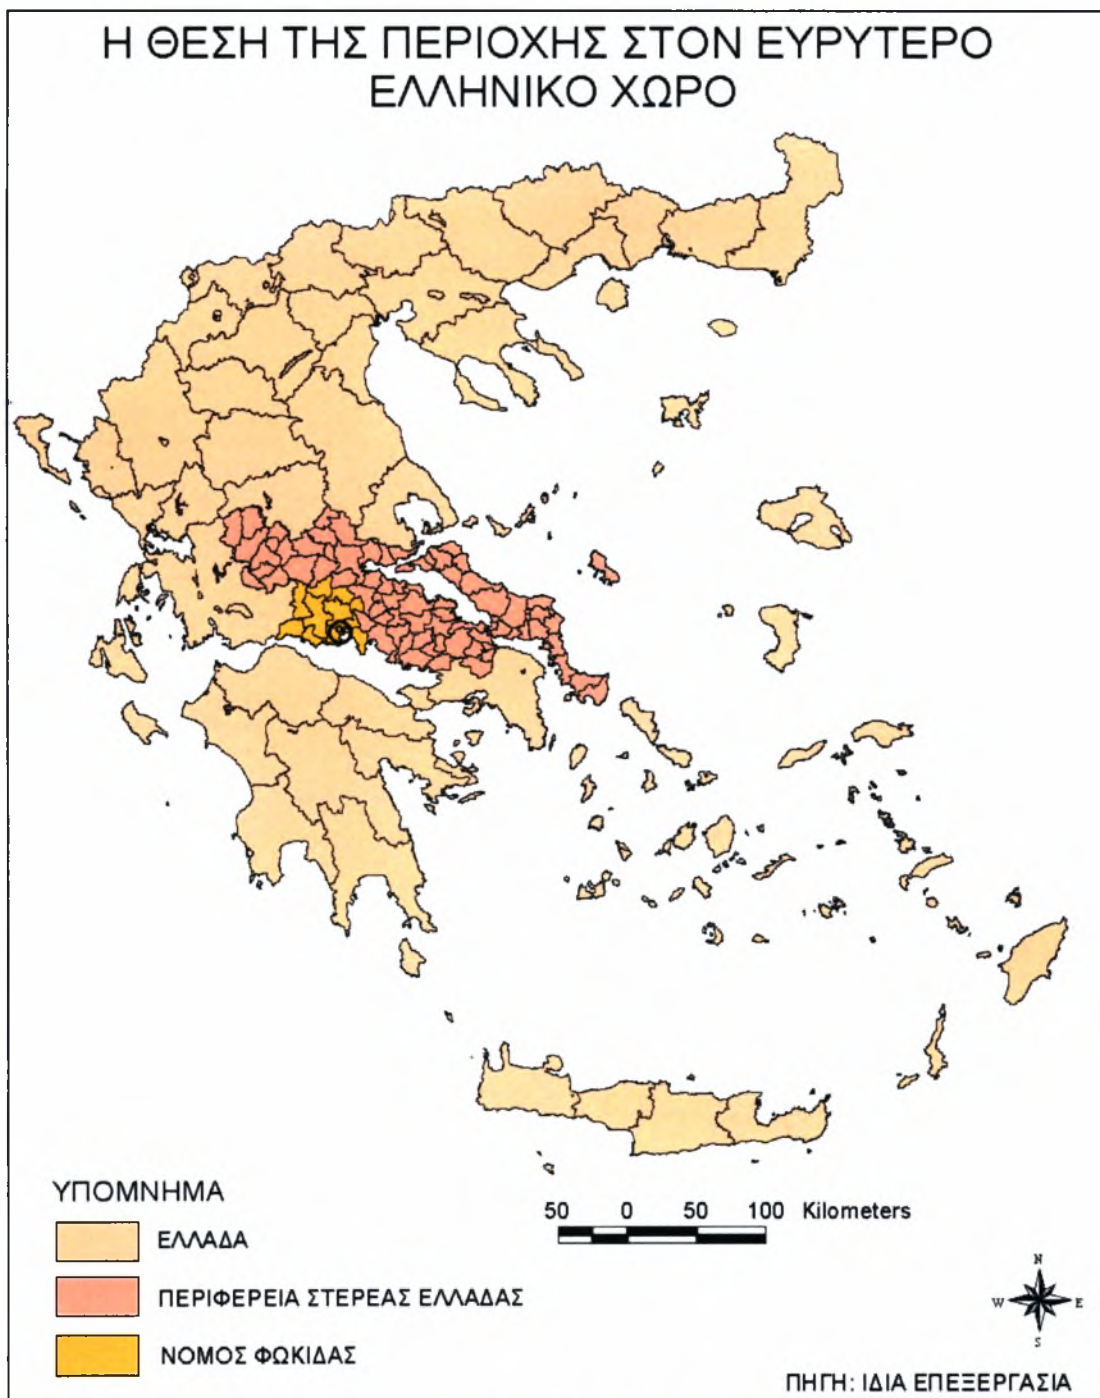 Η ΘΕΣΗ ΤΗΣ ΠΕΡΙΟΧΗΣ ΣΤΟΝ ΕΥΡΥΤΕΡΟ
ΕΛΛΗΝΙΚΟ ΧΩΡΟ
ΥΠΟΜΝΗΜΑ
ΕΛΛΑΔΑ
ΠΕΡΙΦΕΡΕΙΑ ΣΤΕΡΕΑΣ ΕΛΛΑΔΑΣ
ΝΟΜΟΣ ΦΩΚΙΔΑΣ
50 0 50 100 Kilometers
N
W E
S
ΠΗΓΗ: ΙΔΙΑ ΕΠΕΞΕΡΓΑΣΙΑ